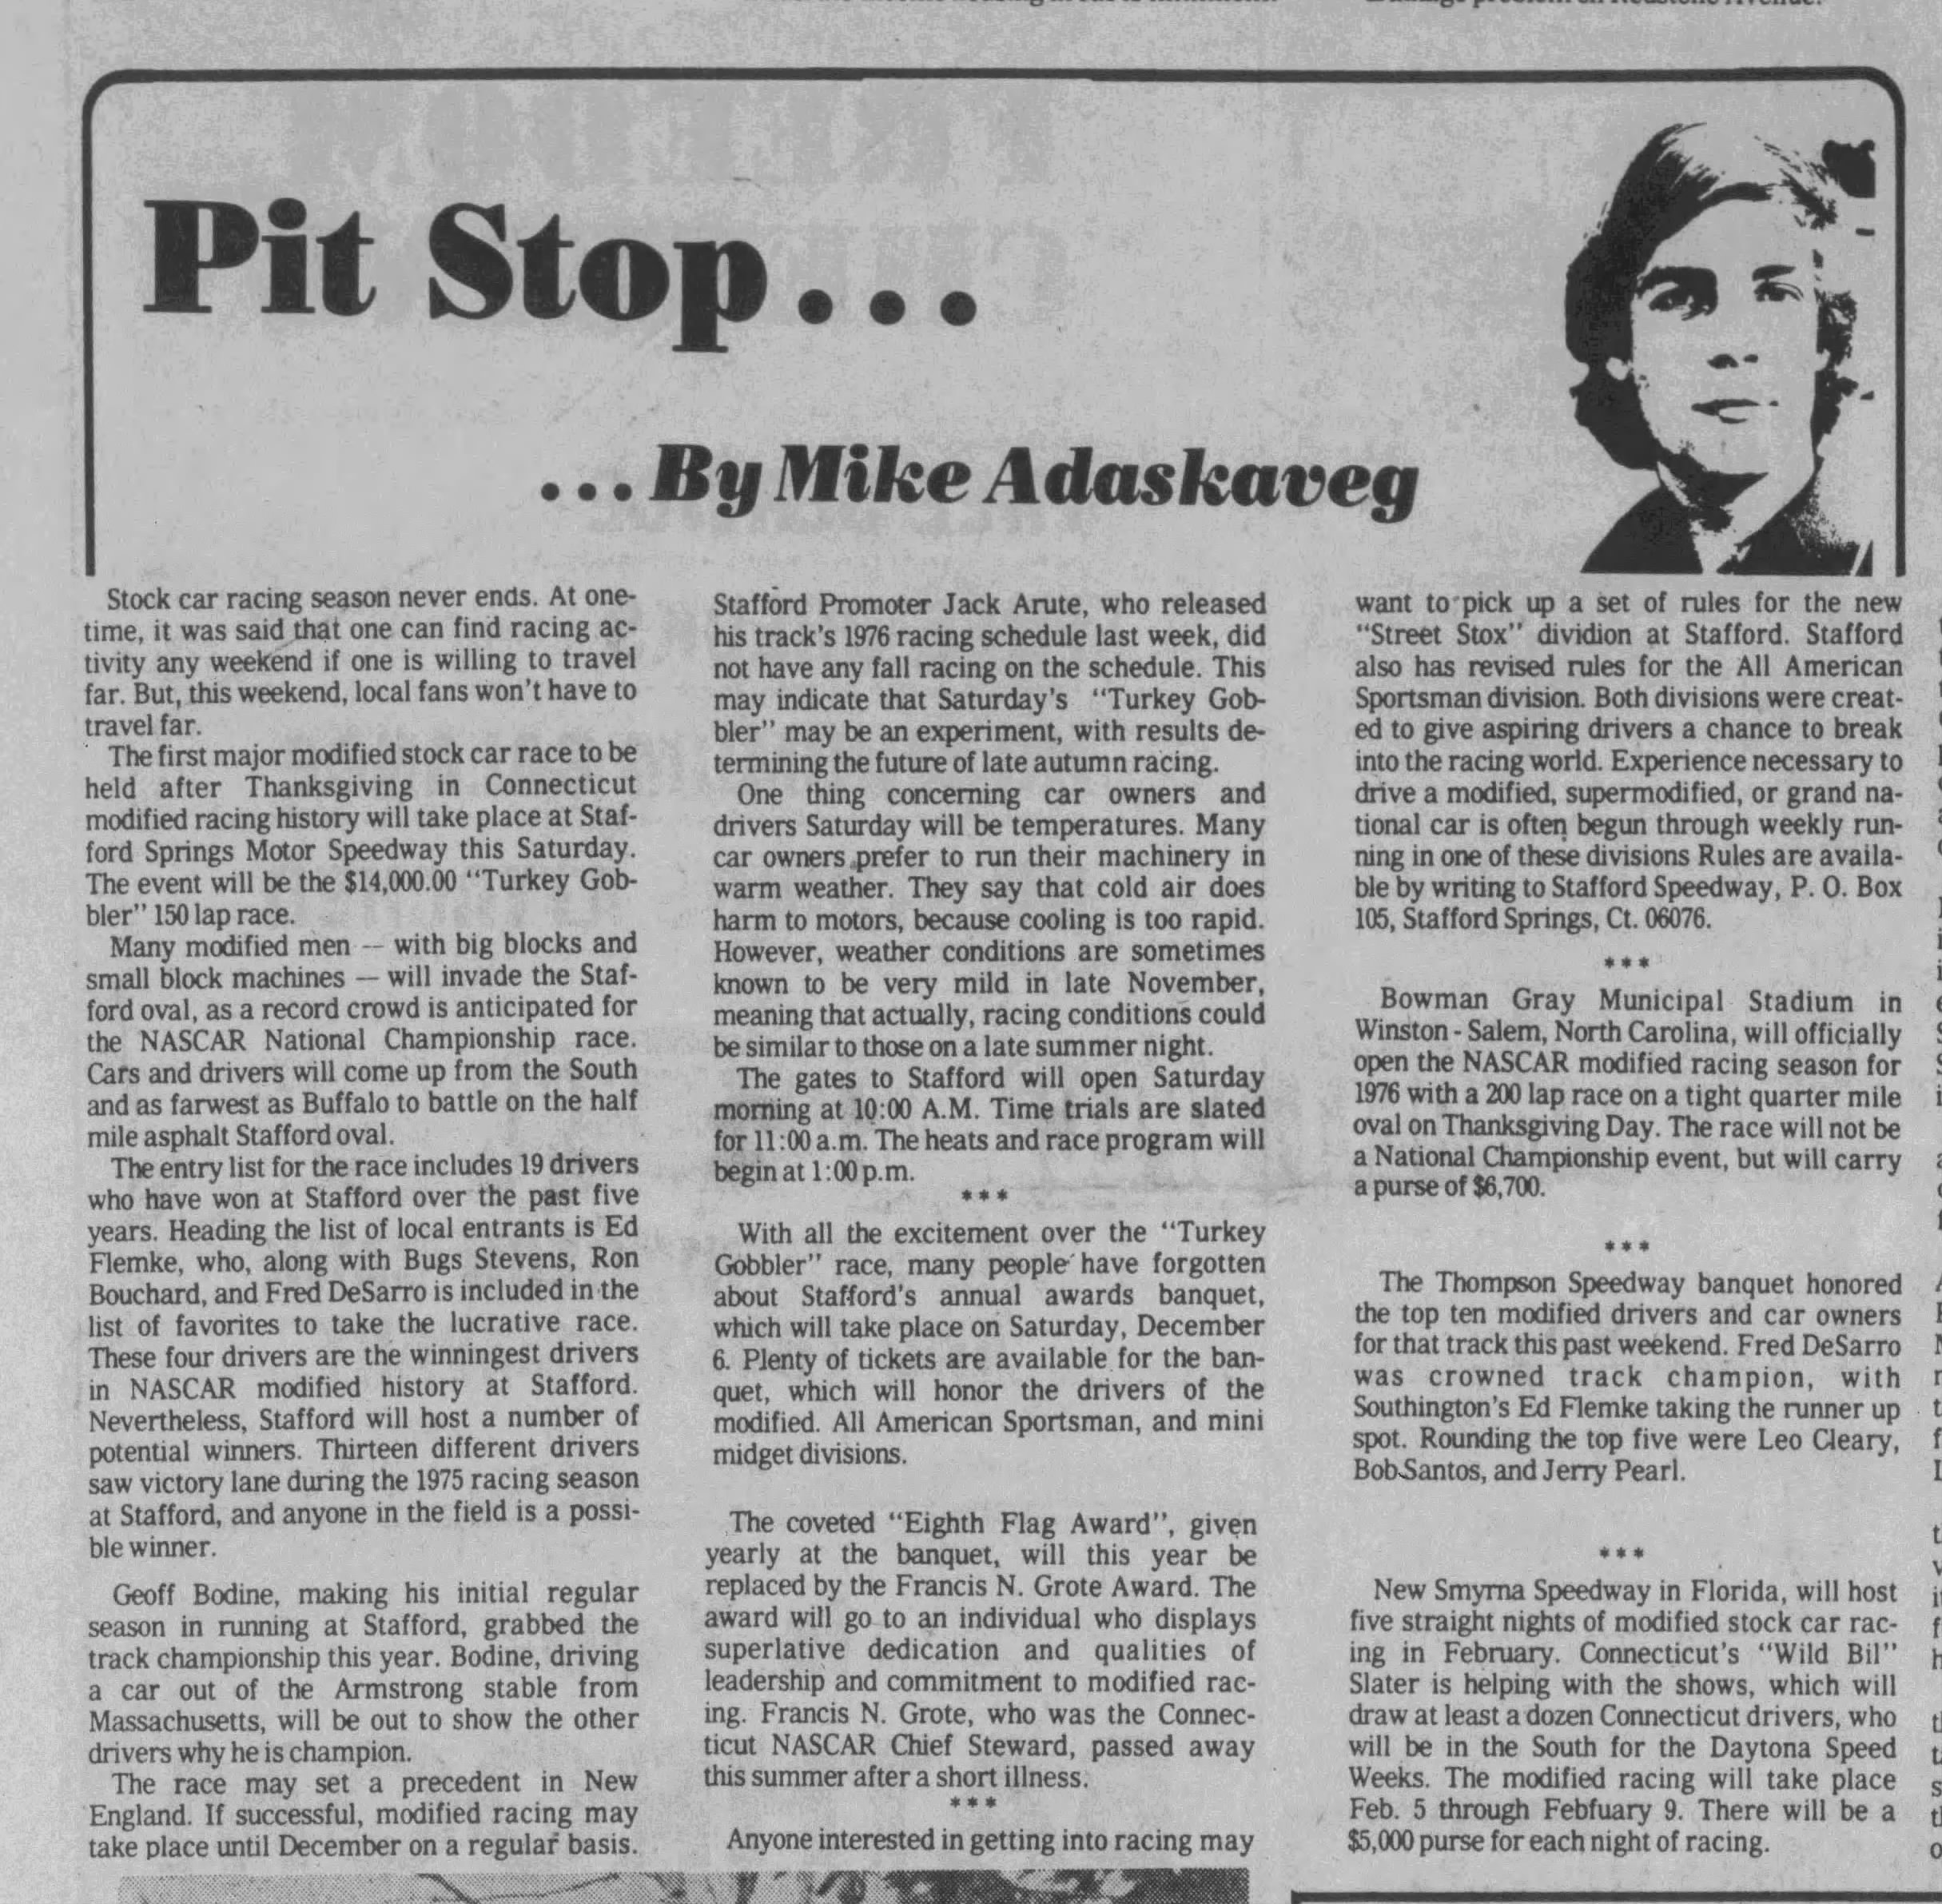 Pit Stop...
...By Mike Adaskaveg
Stock car racing season never ends. At one-
time, it was said that one can find racing ac-
tivity any weekend if one is willing to travel
far. But, this weekend, local fans won't have to
travel far.
The first major modified stock car race to be
held after Thanksgiving in Connecticut
modified racing history will take place at Staf-
ford Springs Motor Speedway this Saturday.
The event will be the $14,000.00 "Turkey Gob-
bler" 150 lap race.
Many modified men — with big blocks and
small block machines — will invade the Staf-
ford oval, as a record crowd is anticipated for
the NASCAR National Championship race.
Cars and drivers will come up from the South
and as farwest as Buffalo to battle on the half
mile asphalt Stafford oval.
The entry list for the race includes 19 drivers
who have won at Stafford over the past five
years. Heading the list of local entrants is Ed
Flemke, who, along with Bugs Stevens, Ron
Bouchard, and Fred DeSarro is included in the
list of favorites to take the lucrative race.
These four drivers are the winningest drivers
in NASCAR modified history at Stafford.
Nevertheless, Stafford will host a number of
potential winners. Thirteen different drivers
saw victory lane during the 1975 racing season
at Stafford, and anyone in the field is a possi-
ble winner.
Geoff Bodine, making his initial regular
season in running at Stafford, grabbed the
track championship this year. Bodine, driving
a car out of the Armstrong stable from
Massachusetts, will be out to show the other
drivers why he is champion.
The race may set a precedent in New
England. If successful, modified racing may
take place until December on a regular basis.
Stafford Promoter Jack Arute, who released
his track's 1976 racing schedule last week, did
not have any fall racing on the schedule. This
may indicate that Saturday's "Turkey Gob-
bler" may be an experiment, with results de-
termining the future of late autumn racing.
One thing concerning car owners and
drivers Saturday will be temperatures. Many
car owners prefer to run their machinery in
warm weather. They say that cold air does
harm to motors, because cooling is too rapid.
However, weather conditions are sometimes
known to be very mild in late November,
meaning that actually, racing conditions could
be similar to those on a late summer night.
The gates to Stafford will open Saturday
morning at 10:00 A.M. Time trials are slated
for 11:00 a.m. The heats and race program will
begin at 1:00 p.m.
***
With all the excitement over the "Turkey
Gobbler" race, many people have forgotten
about Stafford's annual awards banquet,
which will take place on Saturday, December
6. Plenty of tickets are available for the ban-
quet, which will honor the drivers of the
modified. All American Sportsman, and mini
midget divisions.
The coveted "Eighth Flag Award", given
yearly at the banquet, will this year be
replaced by the Francis N. Grote Award. The
award will go to an individual who displays
superlative dedication and qualities of
leadership and commitment to modified rac-
ing. Francis N. Grote, who was the Connec-
ticut NASCAR Chief Steward, passed away
this summer after a short illness.
***
Anyone interested in getting into racing may
want to pick up a set of rules for the new
"Street Stox" dividion at Stafford. Stafford
also has revised rules for the All American
Sportsman division. Both divisions were creat-
ed to give aspiring drivers a chance to break
into the racing world. Experience necessary to
drive a modified, supermodified, or grand na-
tional car is often begun through weekly run-
ning in one of these divisions Rules are availa-
ble by writing to Stafford Speedway, P. O. Box
105, Stafford Springs, Ct. 06076.
***
Bowman Gray Municipal Stadium in
Winston - Salem, North Carolina, will officially
open the NASCAR modified racing season for
1976 with a 200 lap race on a tight quarter mile
oval on Thanksgiving Day. The race will not be
a National Championship event, but will carry
a purse of $6,700.
***
The Thompson Speedway banquet honored
the top ten modified drivers and car owners
for that track this past weekend. Fred DeSarro
was crowned track champion, with
Southington's Ed Flemke taking the runner up
spot. Rounding the top five were Leo Cleary,
Bob Santos, and Jerry Pearl.
***
New Smyrna Speedway in Florida, will host
five straight nights of modified stock car rac-
ing in February. Connecticut's "Wild Bil"
Slater is helping with the shows, which will
draw at least a dozen Connecticut drivers, who
will be in the South for the Daytona Speed
Weeks. The modified racing will take place
Feb. 5 through Febfuary 9. There will be a
$5,000 purse for each night of racing.